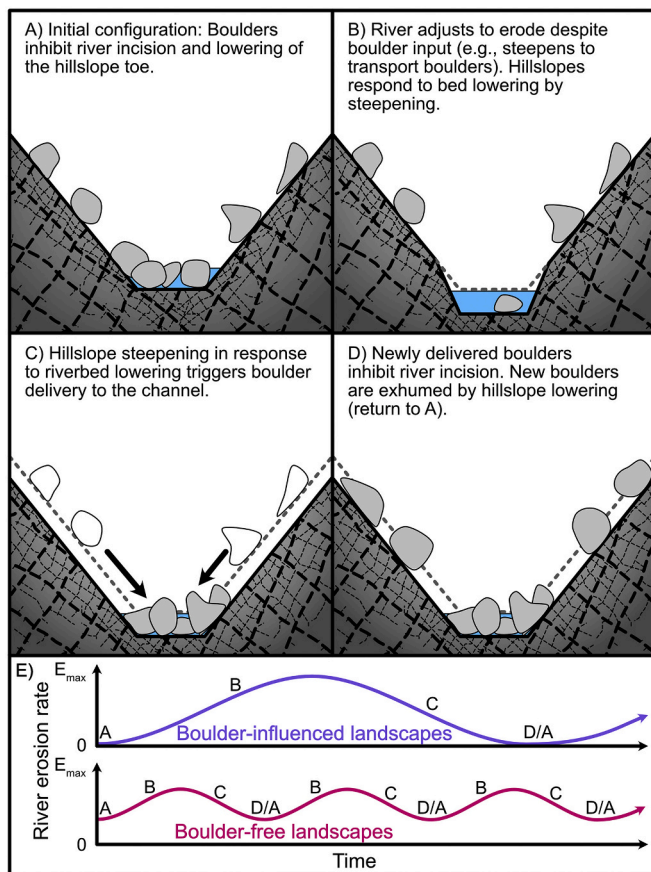 A) Initial configuration: Boulders
inhibit river incision and lowering of
the hillslope toe.
B) River adjusts to erode despite
boulder input (e.g., steepens to
transport boulders). Hillslopes
respond to bed lowering by
steepening.
C) Hillslope steepening in response
to riverbed lowering triggers boulder
delivery to the channel.
D) Newly delivered boulders
inhibit river incision. New boulders
are exhumed by hillslope lowering
(return to A).
E)
River erosion rate
Emax
A B C D/A
Boulder-influenced landscapes
0
Emax
A B C D/A B C D/A B C D/A
Boulder-free landscapes
0
Time